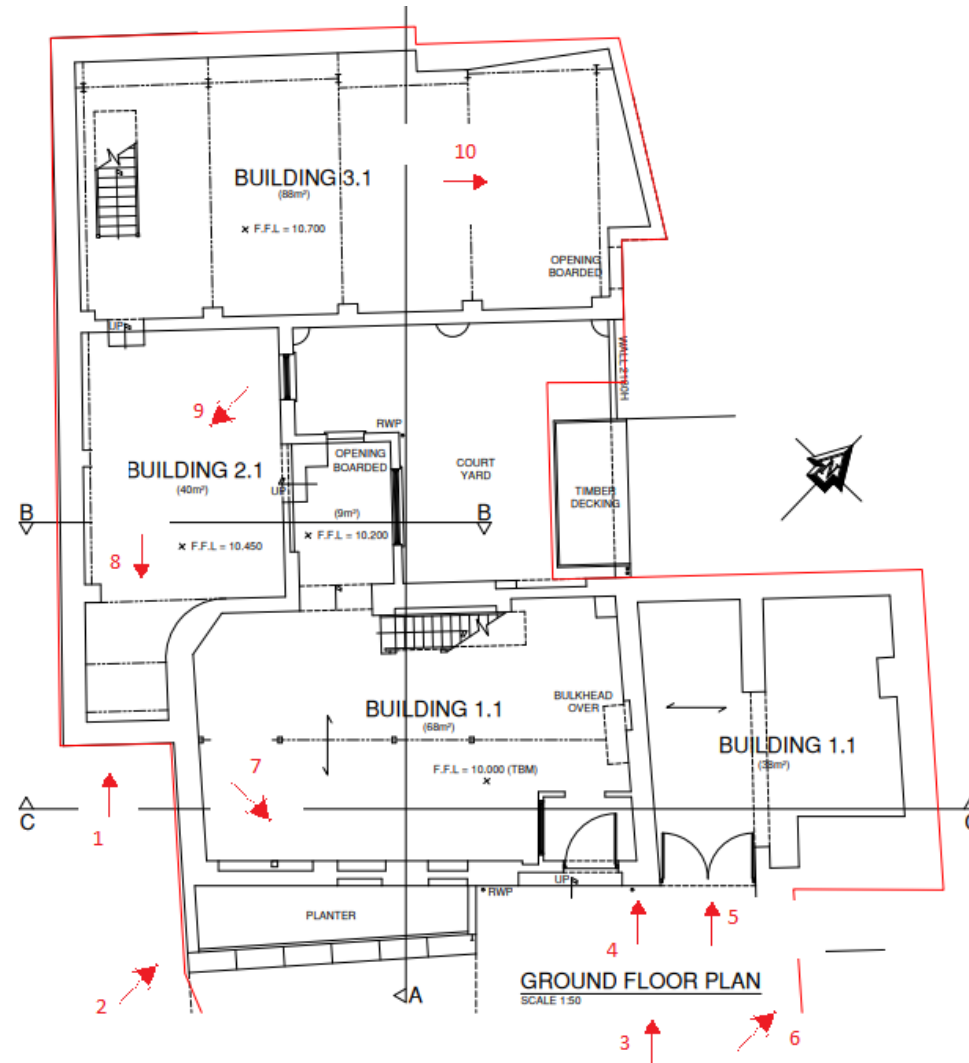 10
BUILDING 3.1
(88m²)
F.F.L = 10.700
OPENING
BOARDED
UP
WALL 2190H
9
RWP
OPENING
BOARDED
BUILDING 2.1
(40m²)
UP
COURT
YARD
TIMBER
DECKING
(9m²)
B
B
F.F.L = 10.450
F.F.L = 10.200
8
BUILDING 1.1
(68m²)
BULKHEAD
OVER
BUILDING 1.1
(38m²)
7
F.F.L = 10.000 (TBM)
C
C
1
UP
RWP
PLANTER
5
4
2
A
GROUND FLOOR PLAN
SCALE 1:50
3
6